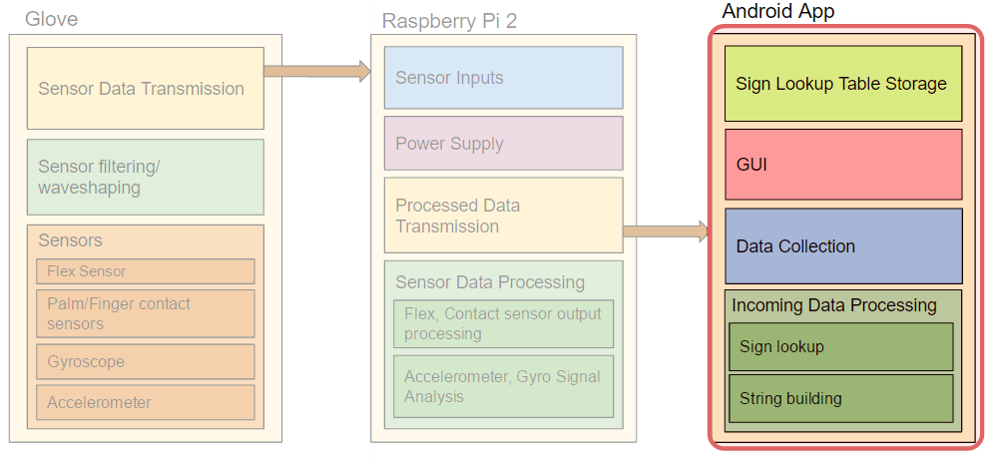 Glove
Sensor Data Transmission
Sensor filtering/
waveshaping
Sensors
Flex Sensor
Palm/Finger contact
sensors
Gyroscope
Accelerometer
Raspberry Pi 2
Sensor Inputs
Power Supply
Processed Data
Transmission
Sensor Data Processing
Flex, Contact sensor output
processing
Accelerometer, Gyro Signal
Analysis
Android App
Sign Lookup Table Storage
GUI
Data Collection
Incoming Data Processing
Sign lookup
String building